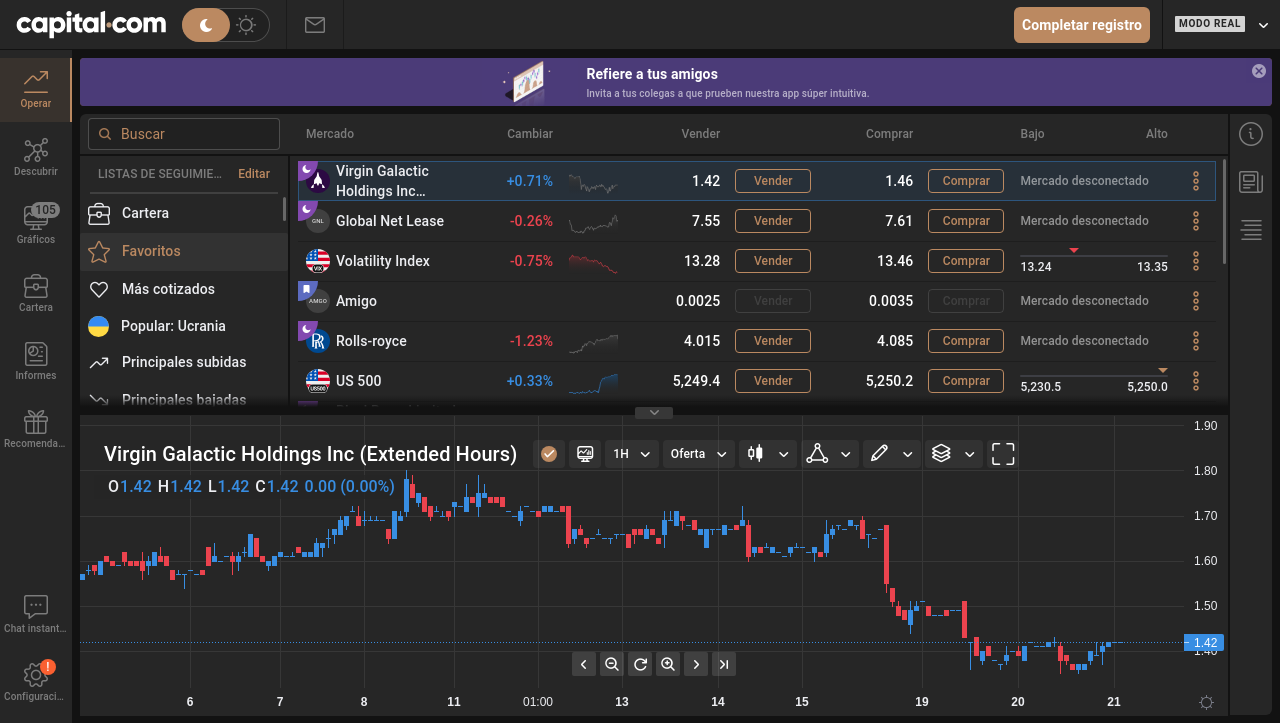 capital.com
Completar registro
MODO REAL
Refiere a tus amigos
Invita a tus colegas a que prueben nuestra app súper intuitiva.
Operar
Descubrir
105
Gráficos
Cartera
Informes
Recomenda...
Chat instant...
!
Configuraci...
Buscar
LISTAS DE SEGUIMIE...
Editar
Cartera
Favoritos
Más cotizados
Popular: Ucrania
Principales subidas
Principales bajadas
Mercado Cambiar Vender Comprar Bajo Alto
Virgin Galactic
Holdings Inc...
+0.71% 1.42 Vender 1.46 Comprar Mercado desconectado
GNL Global Net Lease -0.26% 7.55 Vender 7.61 Comprar Mercado desconectado
VIX Volatility Index -0.75% 13.28 Vender 13.46 Comprar 13.24 13.35
AMGO Amigo 0.0025 Vender 0.0035 Comprar Mercado desconectado
RR Rolls-royce -1.23% 4.015 Vender 4.085 Comprar Mercado desconectado
US500 US 500 +0.33% 5,249.4 Vender 5,250.2 Comprar 5,230.5 5,250.0
Virgin Galactic Holdings Inc (Extended Hours)
1H
Oferta
O1.42 H1.42 L1.42 C1.42 0.00 (0.00%)
1.90
1.80
1.70
1.60
1.50
1.42
1.40
6 7 8 11 01:00 13 14 15 19 20 21